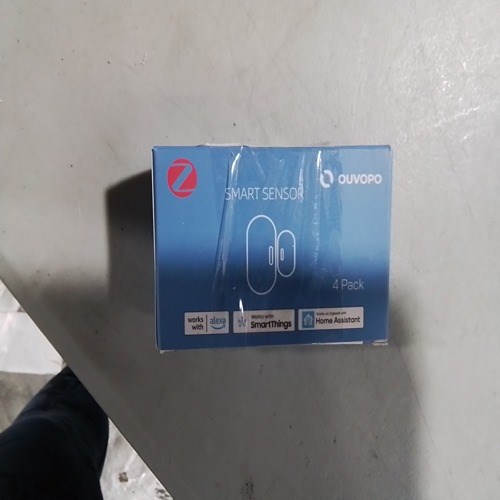 SMART SENSOR
OUVOPO
4 Pack
works with
alexa
Works with
SmartThings
Home Assistant